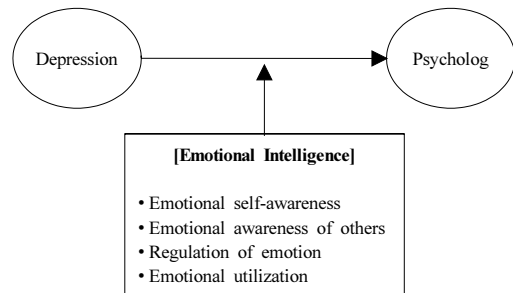 Depression
Psycholog
[Emotional Intelligence]
• Emotional self-awareness
• Emotional awareness of others
• Regulation of emotion
• Emotional utilization